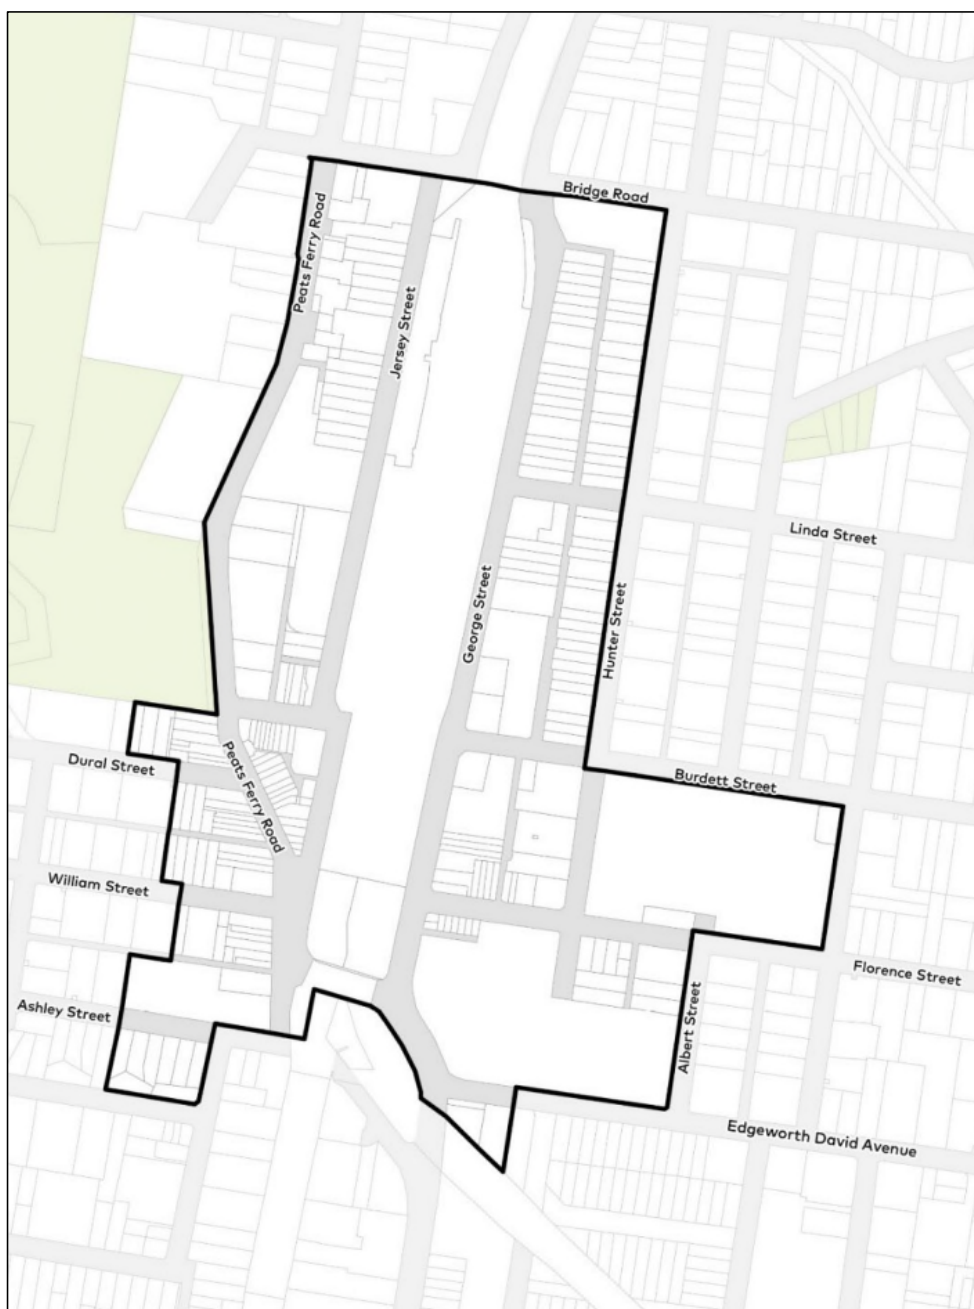 Bridge Road
Peats Ferry Road
Jersey Street
Linda Street
George Street
Hunter Street
Dural Street
Peats Ferry Road
Burdett Street
William Street
Florence Street
Ashley Street
Albert Street
Edgeworth David Avenue